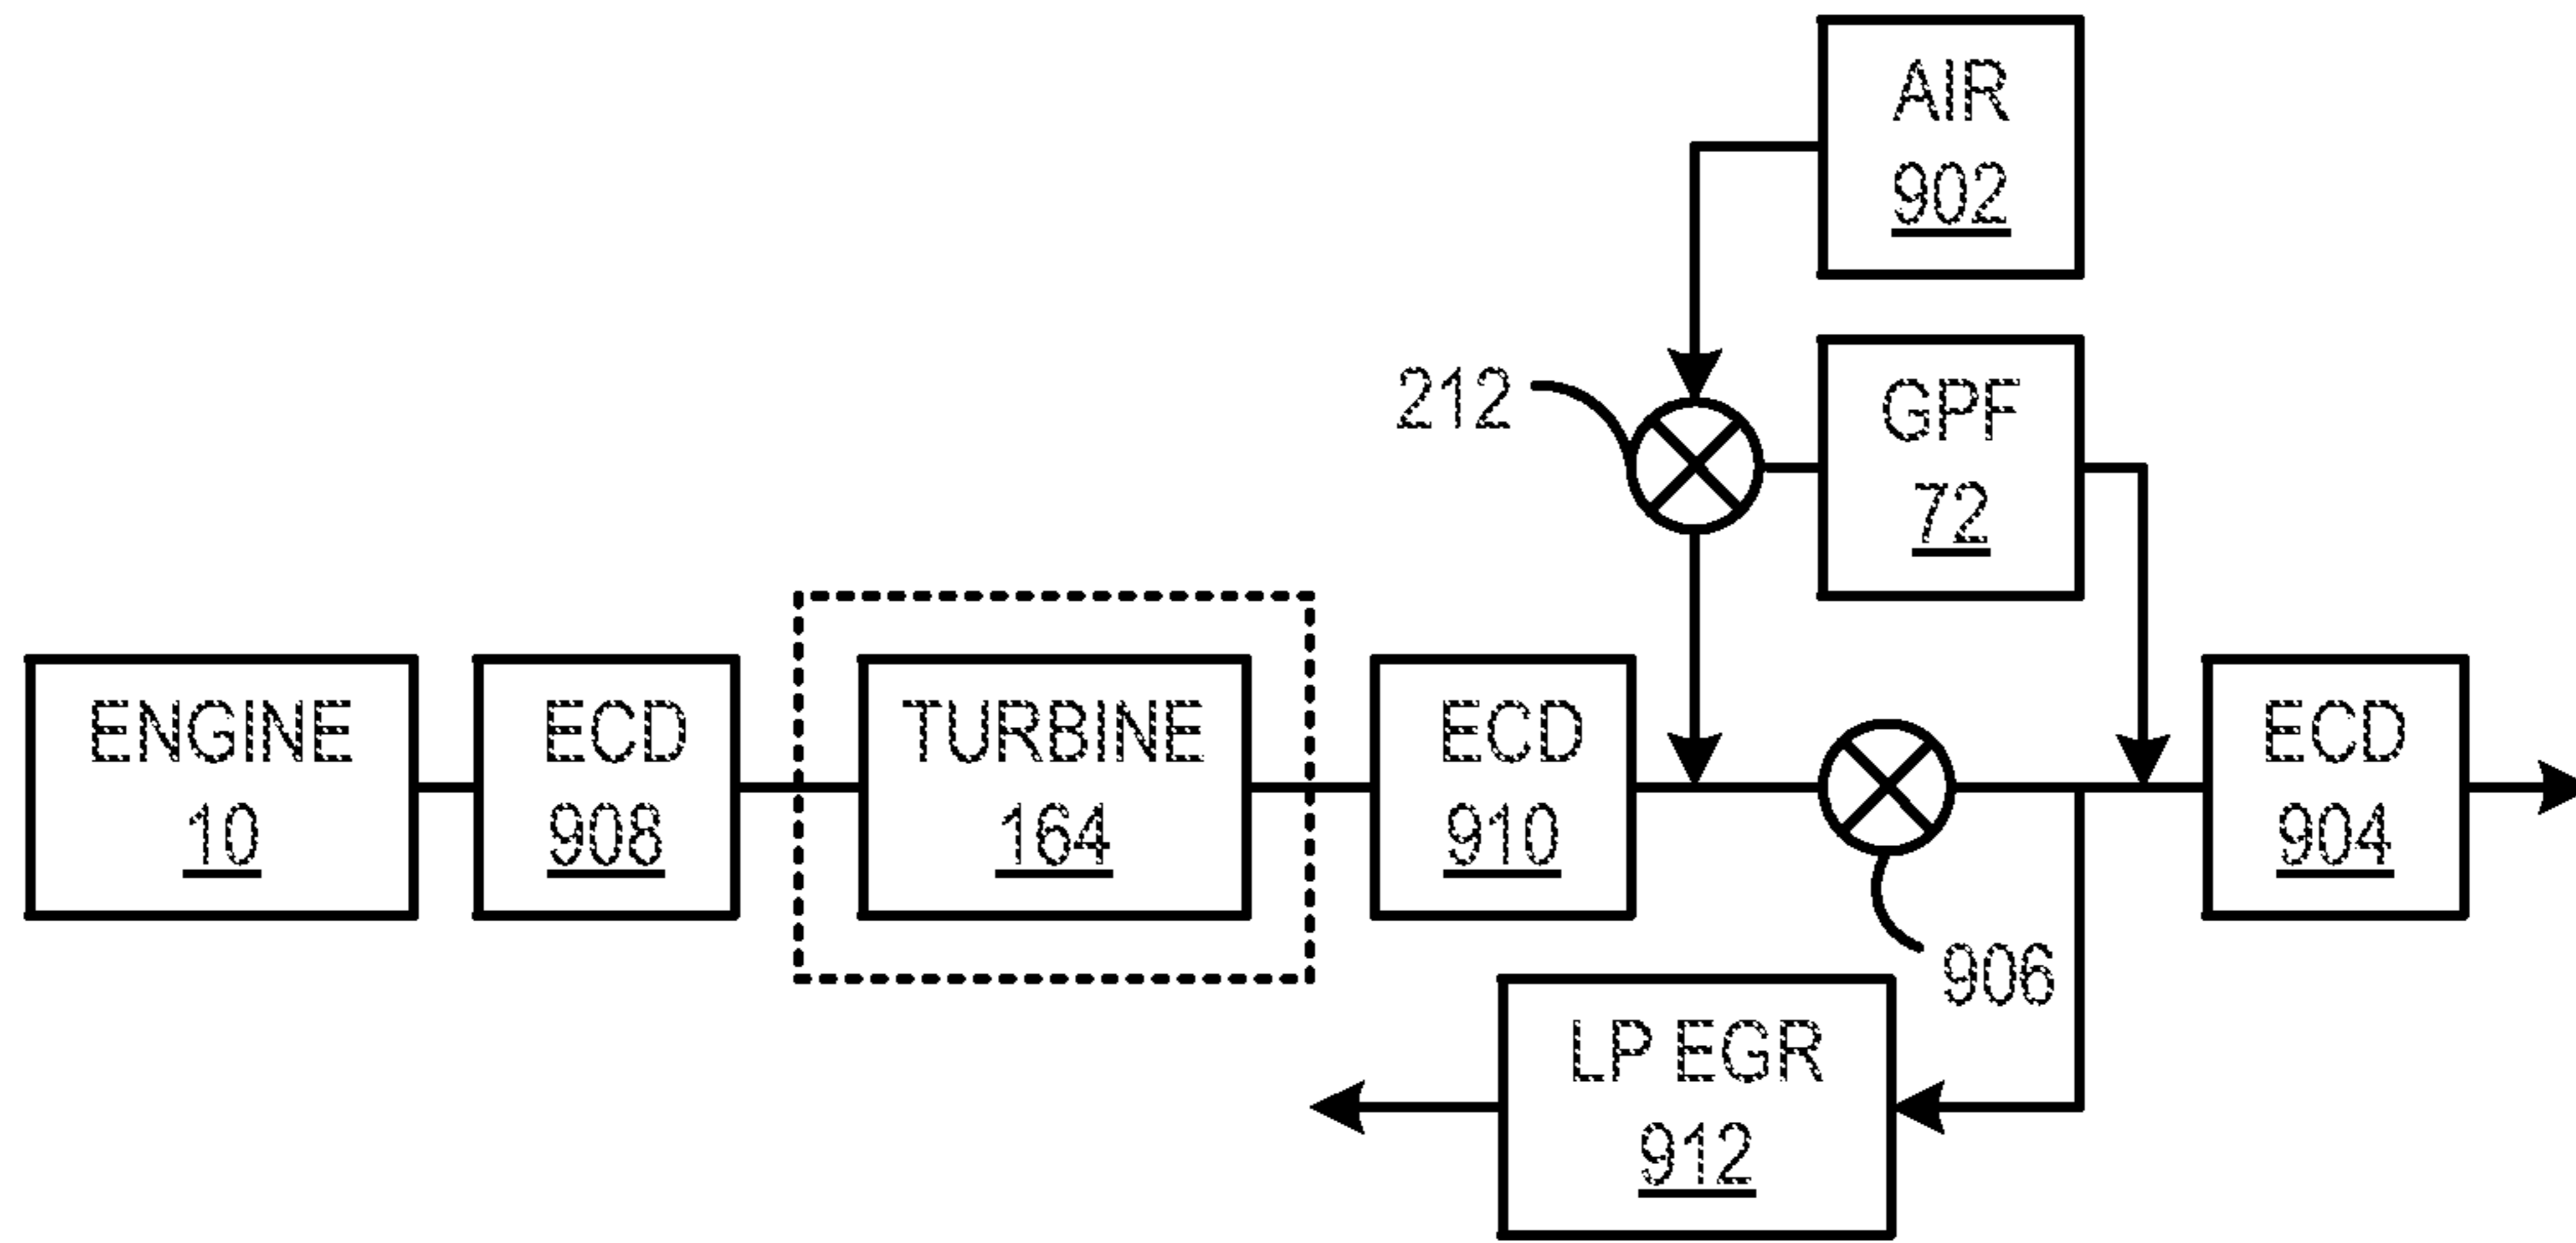 AIR
902
212
GPF
72
ENGINE
10
ECD
908
TURBINE
164
ECD
910
ECD
904
906
LP EGR
912